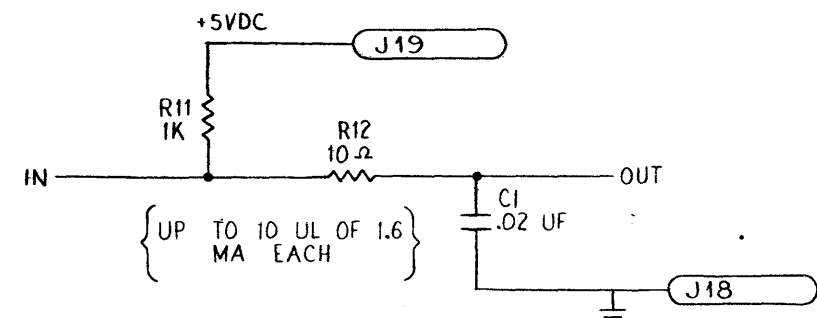 +5VDC
J19
R11
1K
R12
10 Ω
IN
OUT
C1
.02 UF
{UP TO 10 UL OF 1.6
MA EACH}
J18